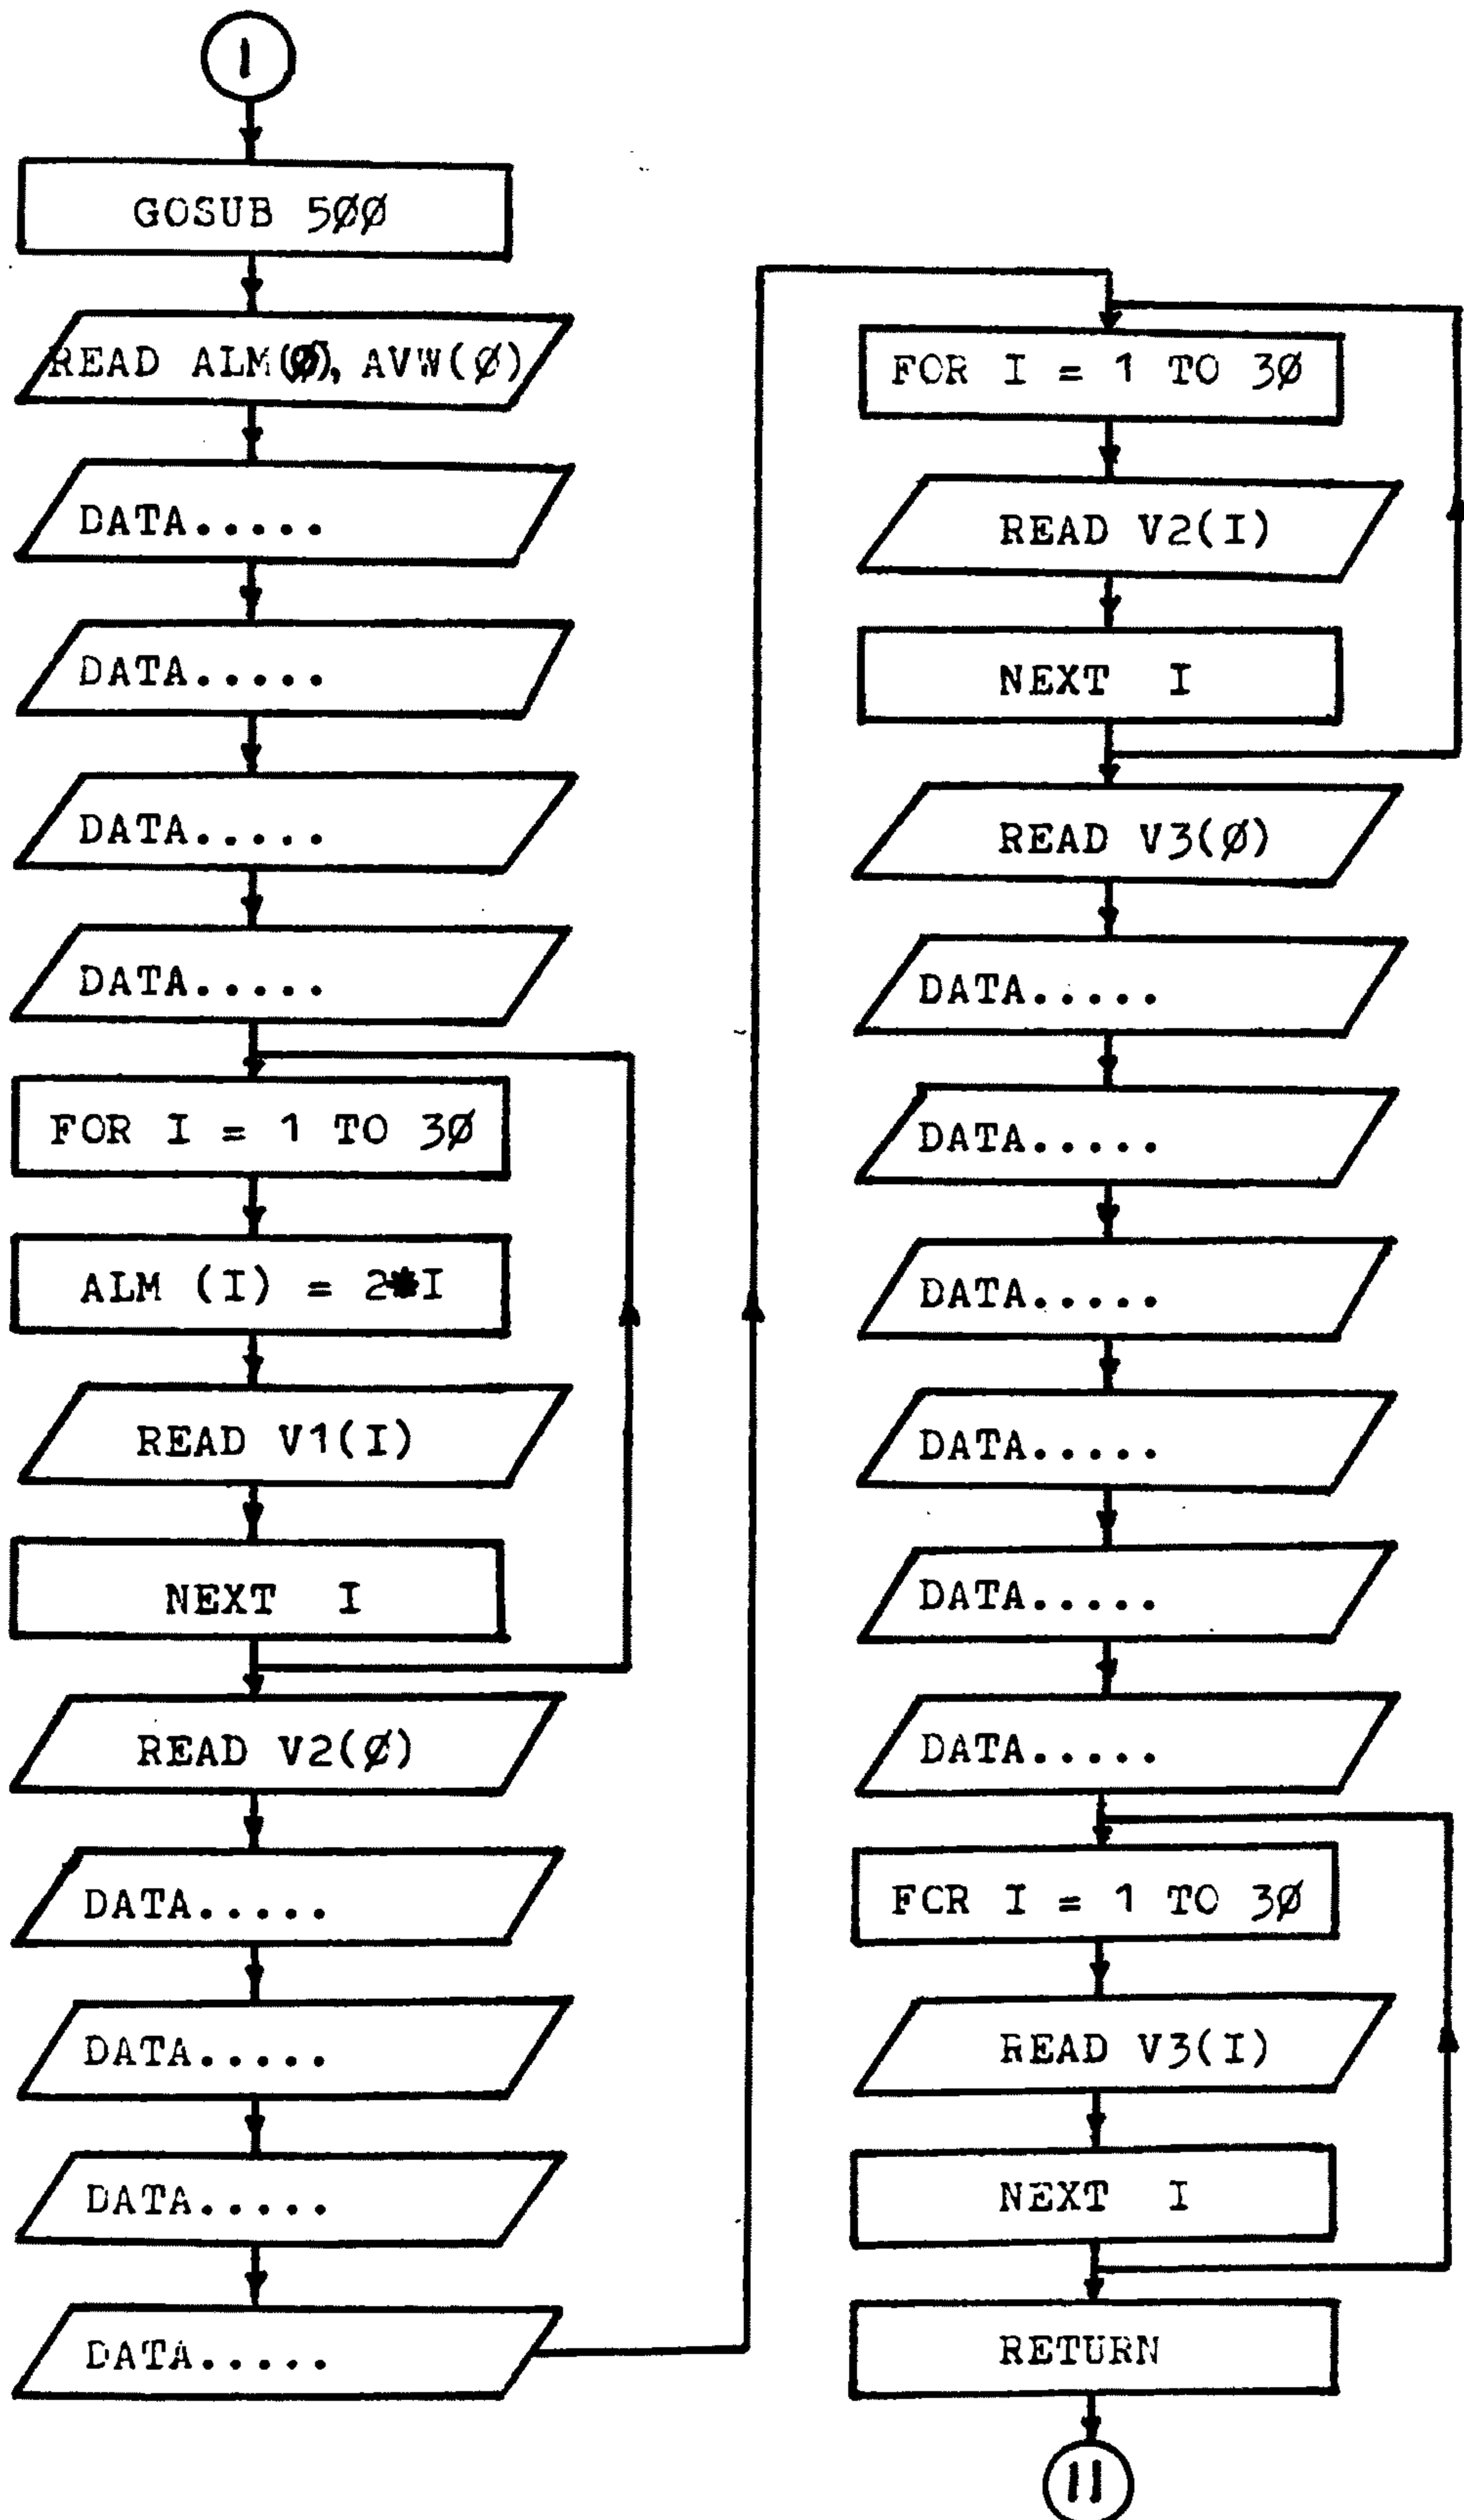 I
GOSUB 5ØØ
READ ALM(Ø), AVW(Ø)
DATA.....
DATA.....
DATA.....
DATA.....
FOR I = 1 TO 3Ø
ALM (I) = 2*I
READ V1(I)
NEXT I
READ V2(Ø)
DATA.....
DATA.....
DATA.....
DATA.....
FOR I = 1 TO 3Ø
READ V2(I)
NEXT I
READ V3(Ø)
DATA.....
DATA.....
DATA.....
DATA.....
DATA.....
DATA.....
FOR I = 1 TO 3Ø
READ V3(I)
NEXT I
RETURN
II